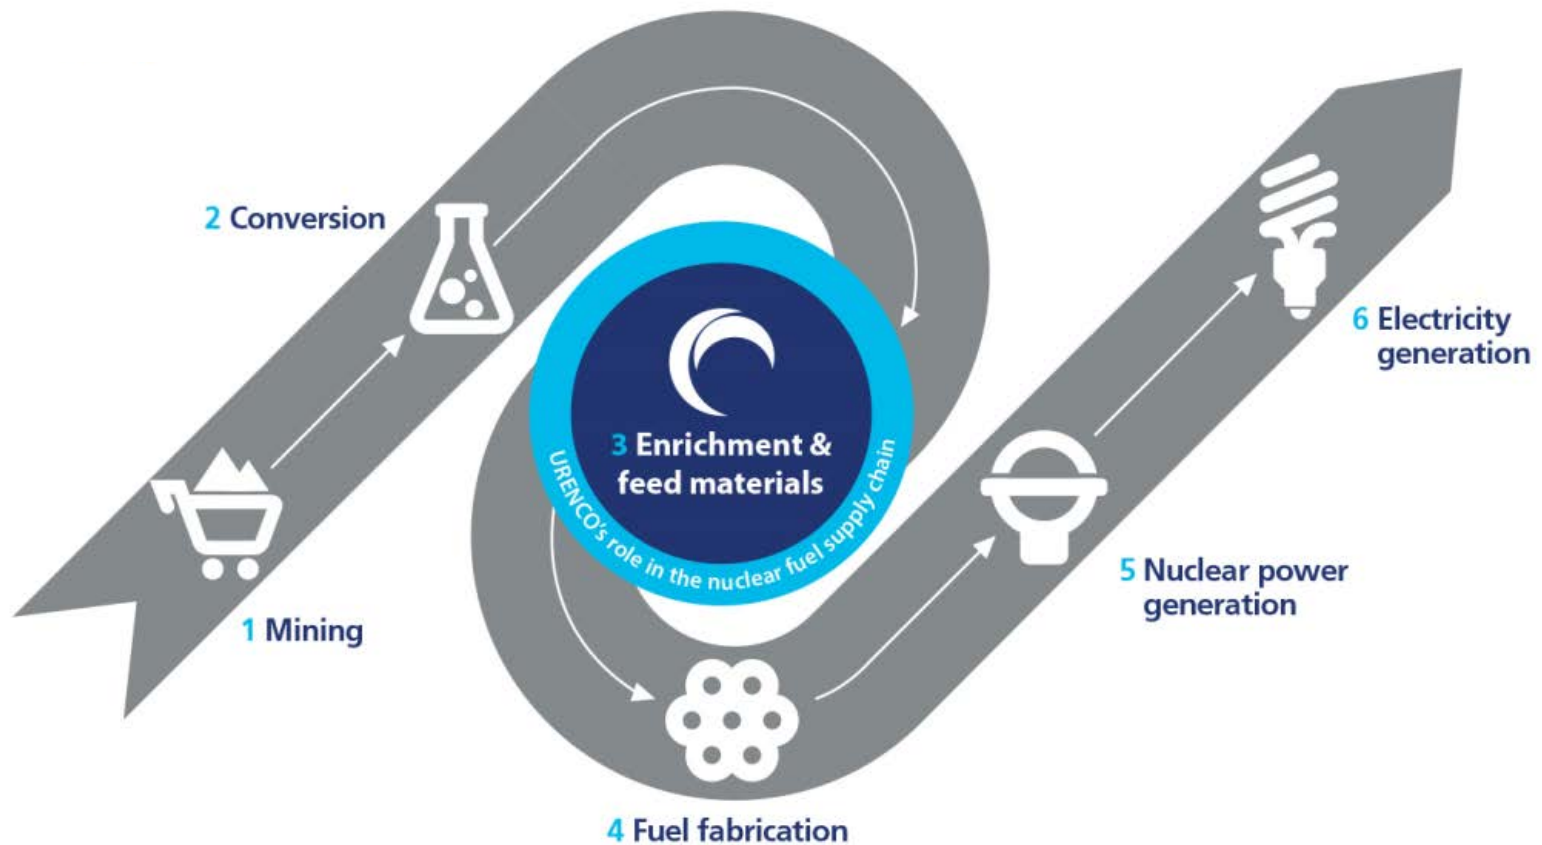 1 Mining
2 Conversion
3 Enrichment &
feed materials
URENCO's role in the nuclear fuel supply chain
4 Fuel fabrication
5 Nuclear power
generation
6 Electricity
generation